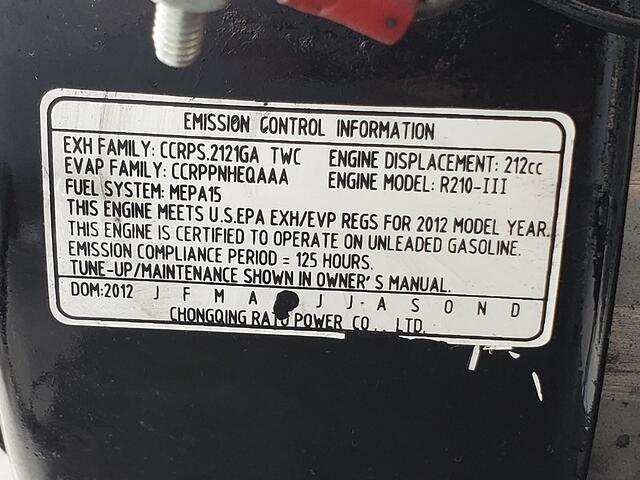 EMISSION CONTROL INFORMATION
EXH FAMILY: CCRPS.2121GA TWC ENGINE DISPLACEMENT: 212cc
EVAP FAMILY: CCRPPNHEQAAA ENGINE MODEL: R210-III
FUEL SYSTEM: MEPA15
THIS ENGINE MEETS U.S.EPA EXH/EVP REGS FOR 2012 MODEL YEAR.
THIS ENGINE IS CERTIFIED TO OPERATE ON UNLEADED GASOLINE.
EMISSION COMPLIANCE PERIOD = 125 HOURS.
TUNE-UP/MAINTENANCE SHOWN IN OWNER'S MANUAL.
DOM:2012 J F M A J J A S O N D
CHONGQING RATO POWER CO., LTD.